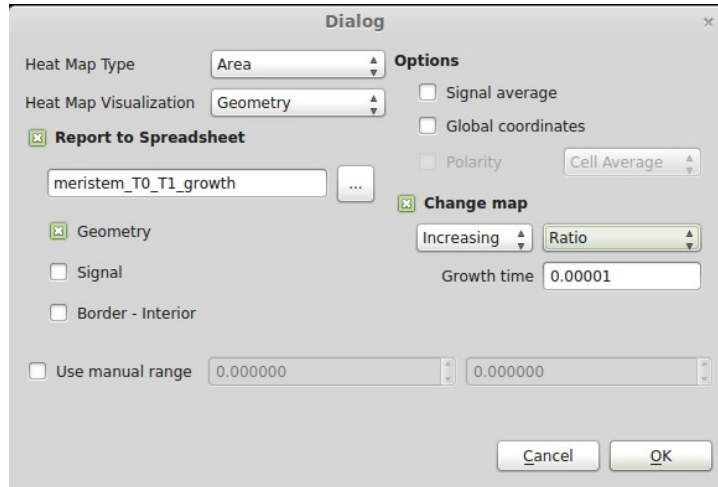 Dialog
Heat Map Type Area
Heat Map Visualization Geometry
Report to Spreadsheet
meristem_T0_T1_growth ...
Geometry
Signal
Border - Interior
Options
Signal average
Global coordinates
Polarity Cell Average
Change map
Increasing Ratio
Growth time 0.00001
Use manual range 0.000000 0.000000
Cancel OK